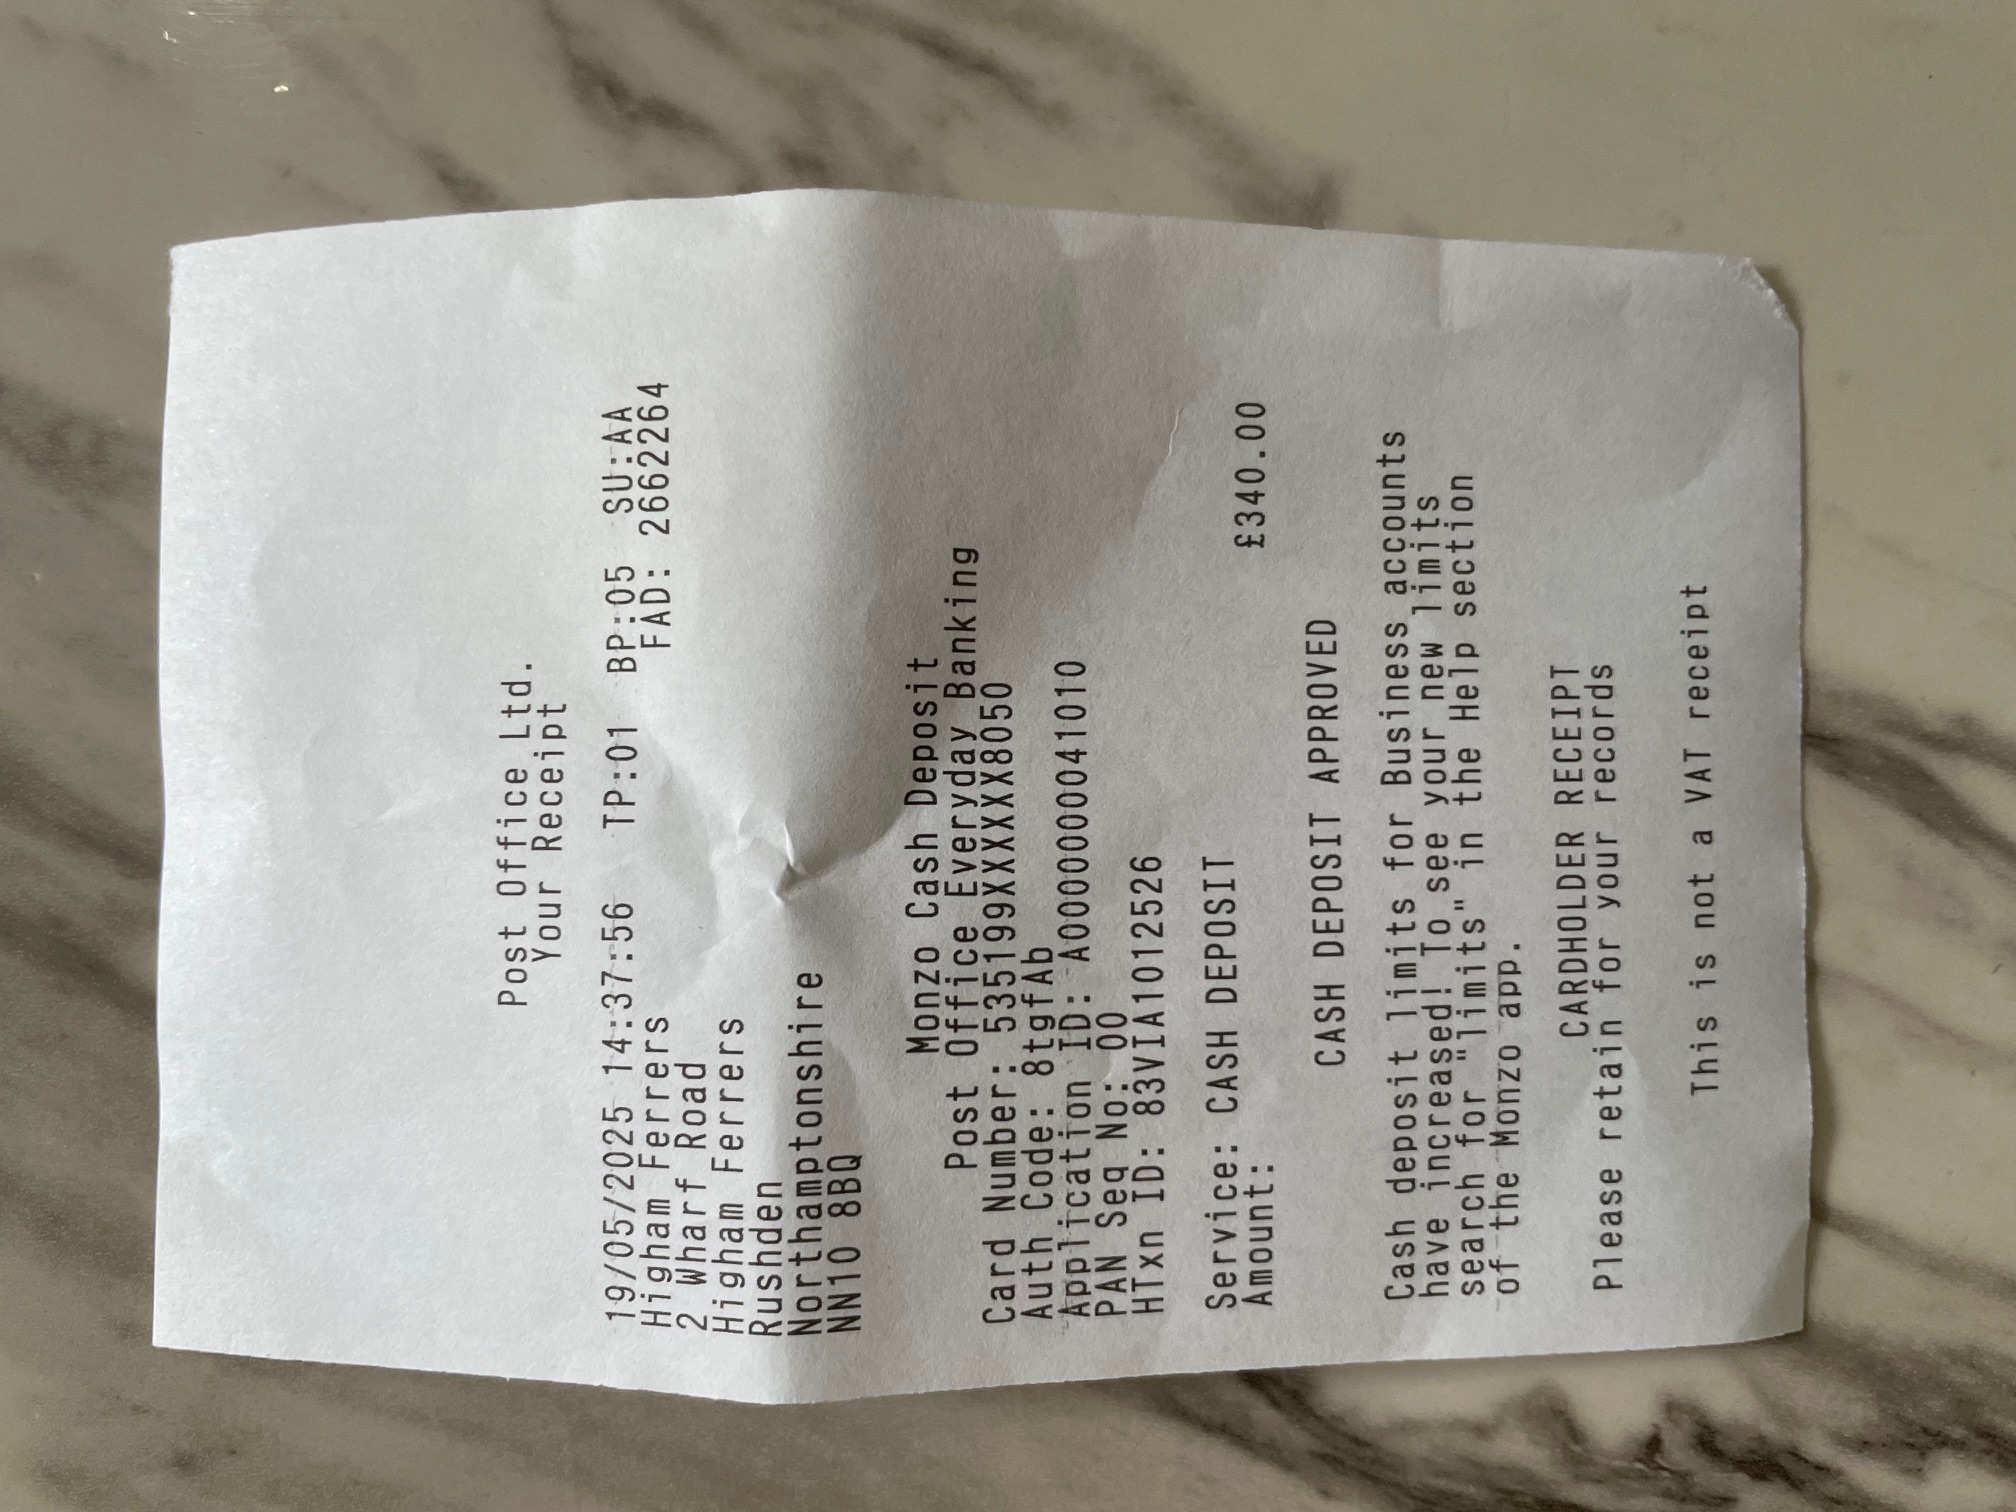 Post Office Ltd.
Your Receipt
19/05/2025 14:37:56 TP:01 BP:05 SU:AA
Higham Ferrers FAD: 2662264
2 Wharf Road
Higham Ferrers
Rushden
Northamptonshire
NN10 8BQ
Monzo Cash Deposit
Post Office Everyday Banking
Card Number: 535199XXXXXX8050
Auth Code: 8tgfAb
Application ID: A0000000041010
PAN Seq No: 00
HTxn ID: 83VIA1012526
Service: CASH DEPOSIT
Amount: £340.00
CASH DEPOSIT APPROVED
Cash deposit limits for Business accounts
have increased! To see your new limits
search for "limits" in the Help section
of the Monzo app.
CARDHOLDER RECEIPT
Please retain for your records
This is not a VAT receipt